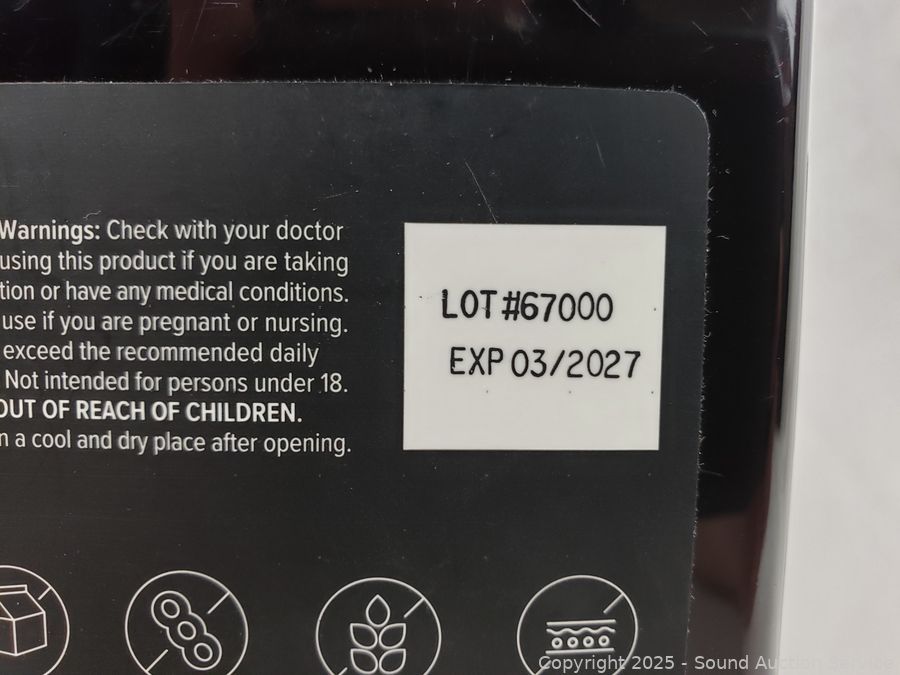 Warnings: Check with your doctor
using this product if you are taking
tion or have any medical conditions.
use if you are pregnant or nursing.
exceed the recommended daily
Not intended for persons under 18.
OUT OF REACH OF CHILDREN.
n a cool and dry place after opening.
LOT #67000
EXP 03/2027
Copyright 2025 - Sound Auction Service